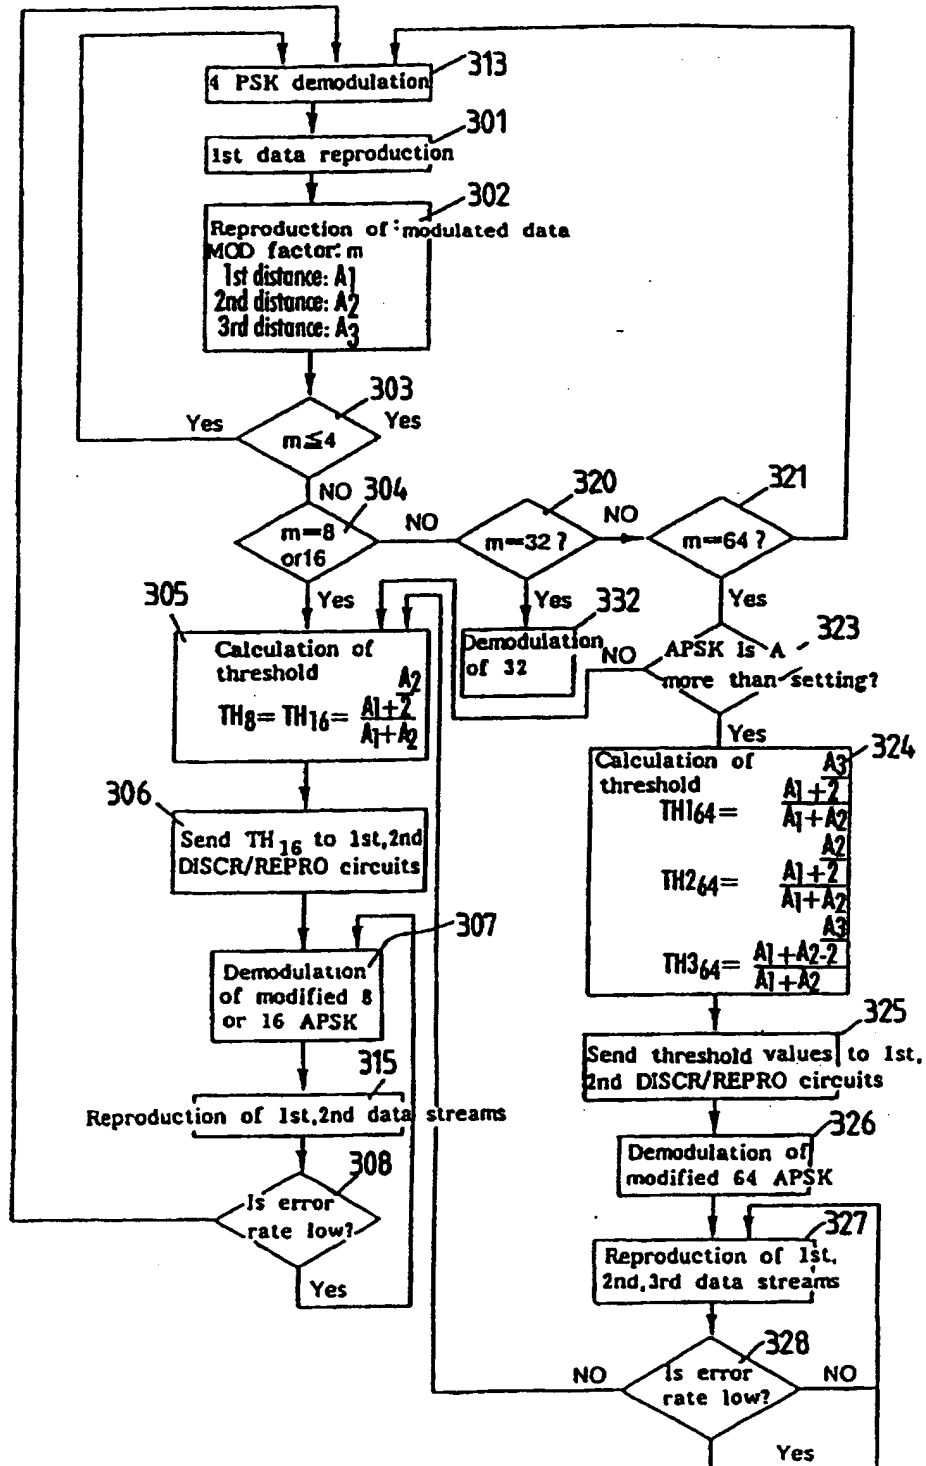 313
4 PSK demodulation
301
1st data reproduction
302
Reproduction of modulated data
MOD factor: m
1st distance: A1
2nd distance: A2
3rd distance: A3
303
Yes
m≦4
Yes
NO
304
m=8
or16
NO
320
m=32 ?
NO
321
m=64 ?
Yes
Yes
Yes
305
Calculation of
threshold
A2
TH8= TH16= A1+2
A1+A2
332
Demodulation
of 32
NO
323
APSK is A
more than setting?
Yes
324
Calculation of
threshold
A3
TH164= A1+2
A1+A2
A2
TH264= A1+2
A1+A2
A3
TH364= A1+A2-2
A1+A2
306
Send TH16 to 1st,2nd
DISCR/REPRO circuits
307
Demodulation
of modified 8
or 16 APSK
315
Reproduction of 1st,2nd data streams
308
Is error
rate low?
Yes
325
Send threshold values to 1st,
2nd DISCR/REPRO circuits
326
Demodulation of
modified 64 APSK
327
Reproduction of 1st,
2nd,3rd data streams
328
NO
Is error
rate low?
NO
Yes